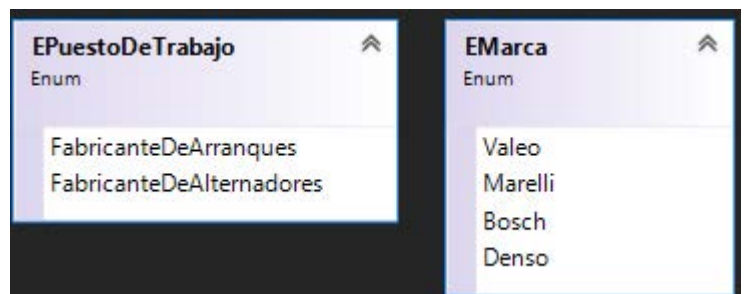 EPuestoDeTrabajo
Enum
FabricanteDeArranques
FabricanteDeAlternadores
EMarca
Enum
Valeo
Marelli
Bosch
Denso